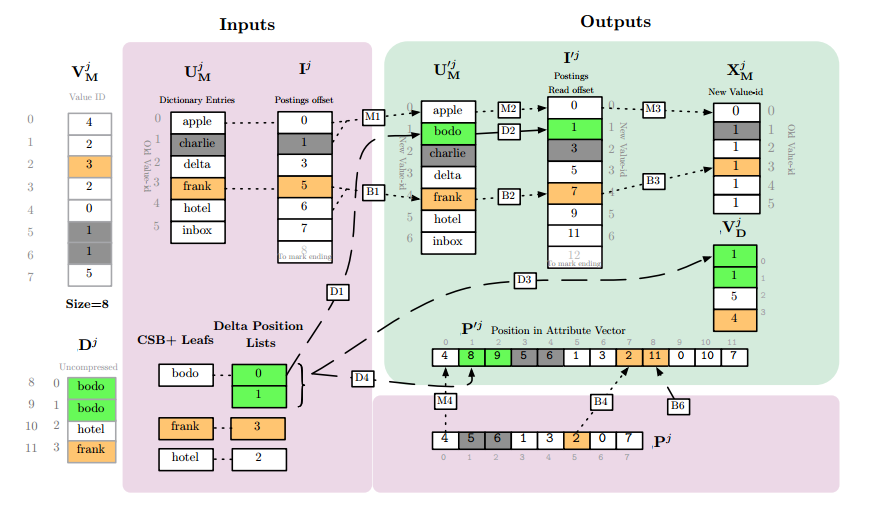 Inputs
Outputs
V_M^j
Value ID
0 4
1 2
2 3
3 2
4 0
5 1
6 1
7 5
Size=8
D^j
Uncompressed
8 0 bodo
9 1 bodo
10 2 hotel
11 3 frank
U_M^j
Dictionary Entries
Old Value-id
0 apple
1 charlie
2 delta
3 frank
4 hotel
5 inbox
I^j
Postings offset
0
1
3
5
6
7
8
To mark ending
CSB+ Leafs
Delta Position
Lists
bodo
0
1
frank
3
hotel
2
M1
B1
D1
D4
U'_M^j
New Value-id
0 apple
1 bodo
2 charlie
3 delta
4 frank
5 hotel
6 inbox
M2
D2
B2
I'^j
Postings
Read offset
0 0
1 1
3
5
7
9
11 6
12
To mark ending
New Value-id
M3
B3
D3
X_M^j
New Value-id
0 0
1 1
1 2
1 3
1 4
1 5
Old Value-id
V_D^j
1 0
1 1
5 2
4 3
P'^j Position in Attribute Vector
0 1 2 3 4 5 6 7 8 9 10 11
4 8 9 5 6 1 3 2 11 0 10 7
M4
B4
B6
4 5 6 1 3 2 0 7 P^j
0 1 2 3 4 5 6 7